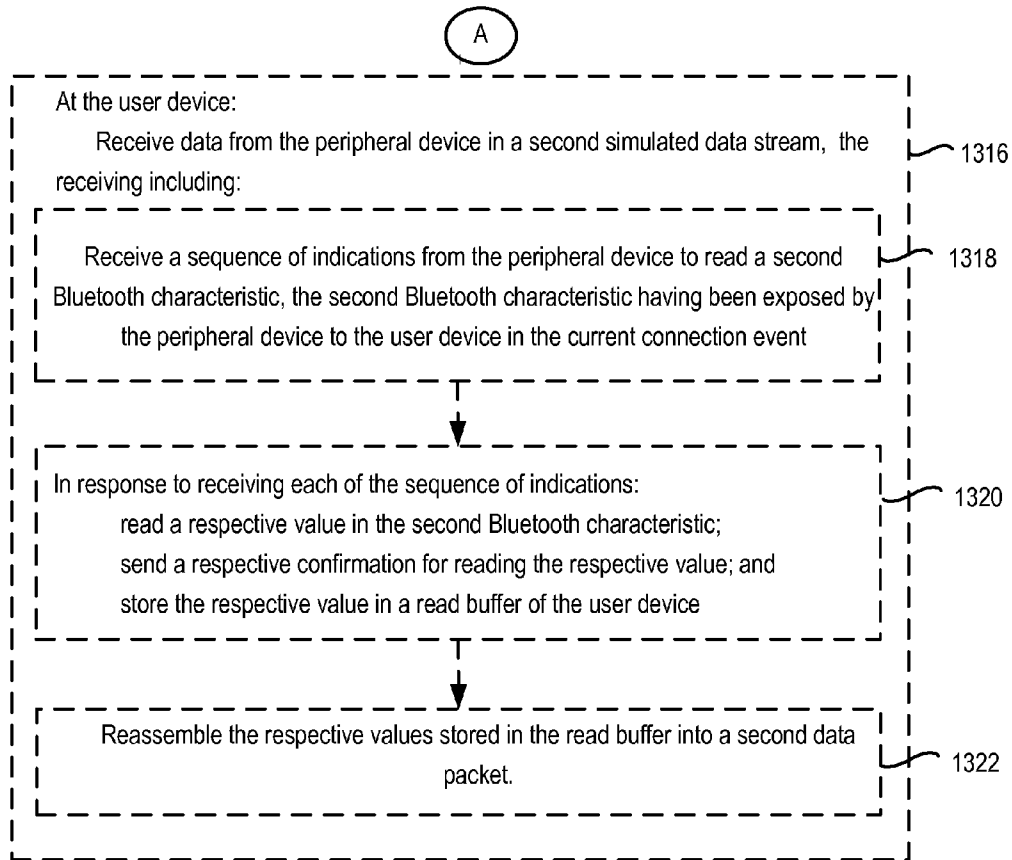 A
At the user device:
Receive data from the peripheral device in a second simulated data stream, the
receiving including:
1316
Receive a sequence of indications from the peripheral device to read a second
Bluetooth characteristic, the second Bluetooth characteristic having been exposed by
the peripheral device to the user device in the current connection event
1318
In response to receiving each of the sequence of indications:
read a respective value in the second Bluetooth characteristic;
send a respective confirmation for reading the respective value; and
store the respective value in a read buffer of the user device
1320
Reassemble the respective values stored in the read buffer into a second data
packet.
1322